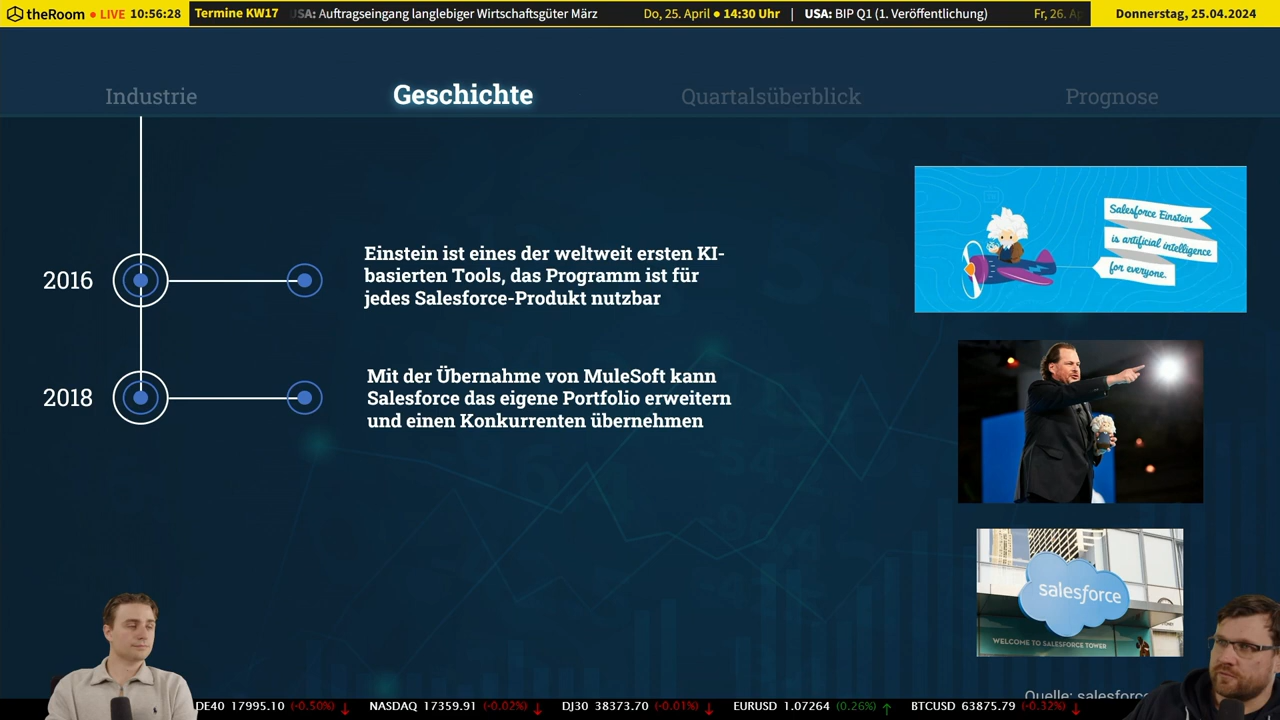 theRoom • LIVE 10:56:28
Termine KW17
USA: Auftragseingang langlebiger Wirtschaftsgüter März
Do, 25. April • 14:30 Uhr | USA: BIP Q1 (1. Veröffentlichung)
Fr, 26. A
Donnerstag, 25.04.2024
Industrie
Geschichte
Quartalsüberblick
Prognose
2016
Einstein ist eines der weltweit ersten KI-
basierten Tools, das Programm ist für
jedes Salesforce-Produkt nutzbar
2018
Mit der Übernahme von MuleSoft kann
Salesforce das eigene Portfolio erweitern
und einen Konkurrenten übernehmen
Salesforce Einstein
is artificial intelligence
for everyone.
salesforce
WELCOME TO SALESFORCE TOWER
Quelle: salesforce
DE40 17995.10 (-0.50%) ↓ NASDAQ 17359.91 (-0.02%) ↓ DJ30 38373.70 (-0.01%) ↓ EURUSD 1.07264 (0.26%) ↑ BTCUSD 63875.79 (-0.32%) ↓